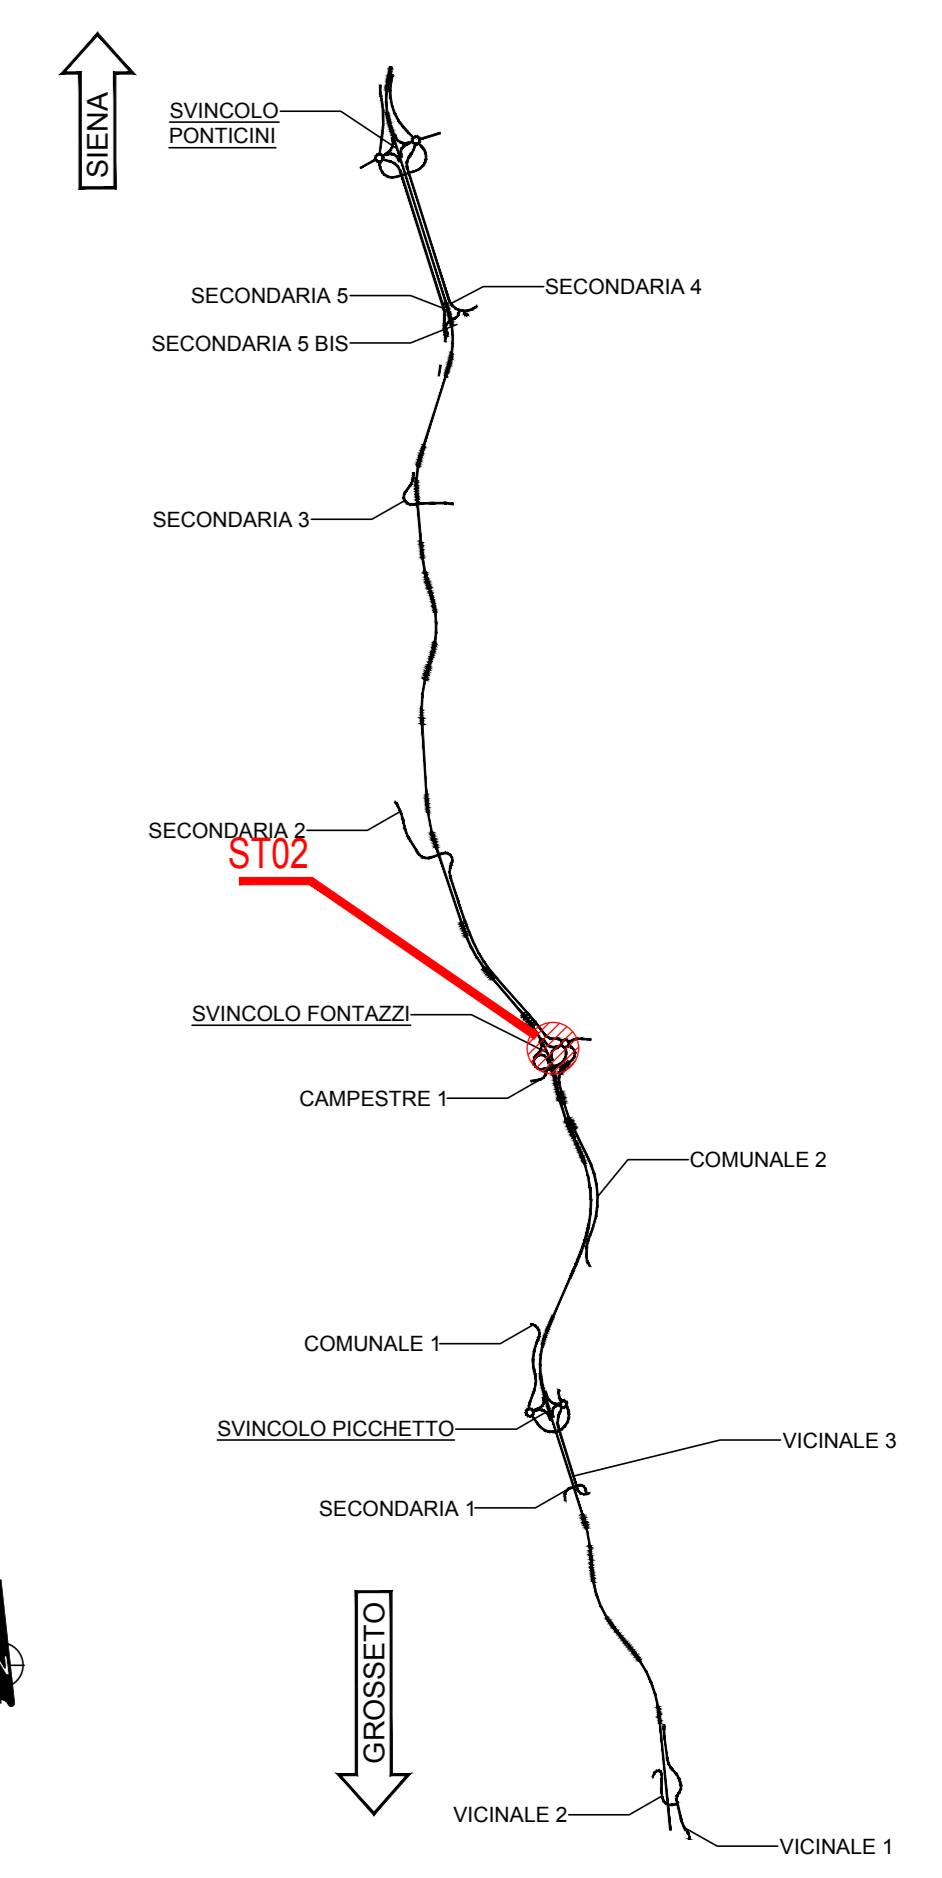 SIENA
SVINCOLO
PONTICINI
SECONDARIA 5
SECONDARIA 4
SECONDARIA 5 BIS
SECONDARIA 3
SECONDARIA 2
ST02
SVINCOLO FONTAZZI
CAMPESTRE 1
COMUNALE 2
COMUNALE 1
SVINCOLO PICCHETTO
VICINALE 3
SECONDARIA 1
GROSSETO
VICINALE 2
VICINALE 1